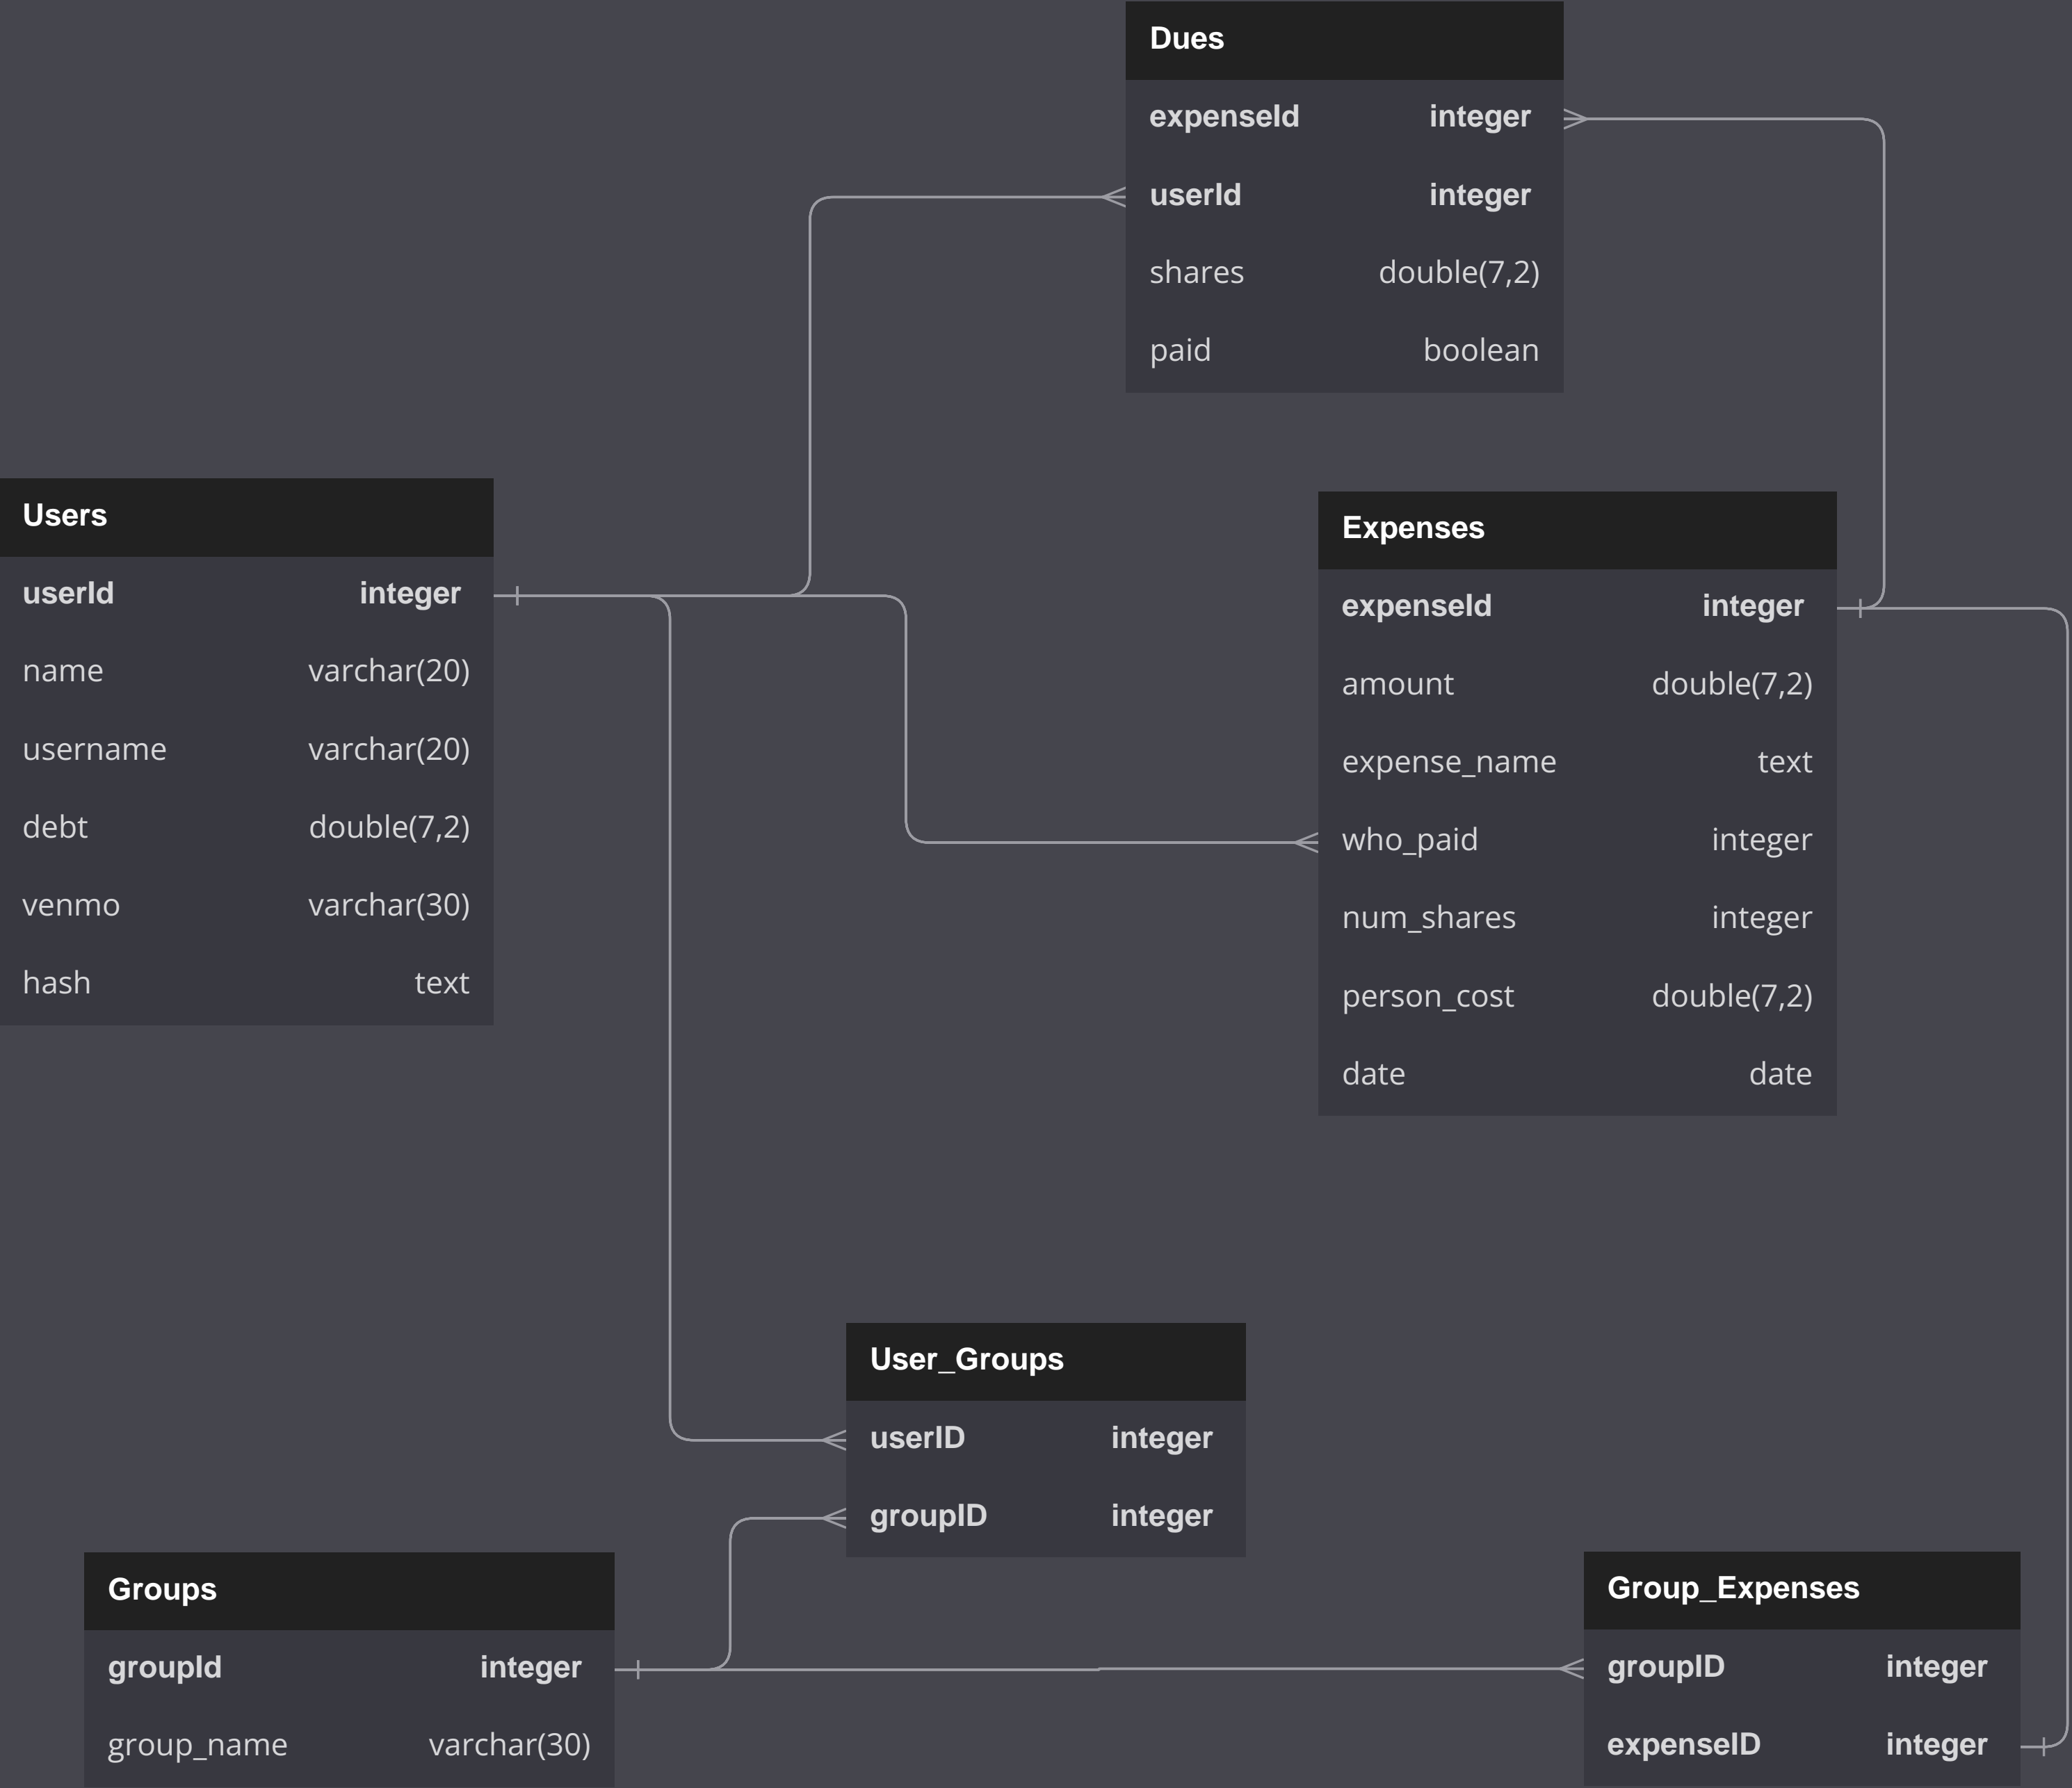 Dues
expenseId integer
userId integer
shares double(7,2)
paid boolean
Users
userId integer
name varchar(20)
username varchar(20)
debt double(7,2)
venmo varchar(30)
hash text
Expenses
expenseId integer
amount double(7,2)
expense_name text
who_paid integer
num_shares integer
person_cost double(7,2)
date date
User_Groups
userID integer
groupID integer
Groups
groupId integer
group_name varchar(30)
Group_Expenses
groupID integer
expenseID integer